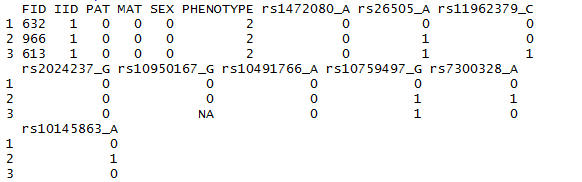 FID IID PAT MAT SEX PHENOTYPE rs1472080_A rs26505_A rs11962379_C
1 632 1 0 0 0 2 0 0 0
2 966 1 0 0 0 2 0 1 0
3 613 1 0 0 0 2 0 1 1
rs2024237_G rs10950167_G rs10491766_A rs10759497_G rs7300328_A
1 0 0 0 0 0
2 0 0 0 1 1
3 0 NA 0 1 0
rs10145863_A
1 0
2 1
3 0